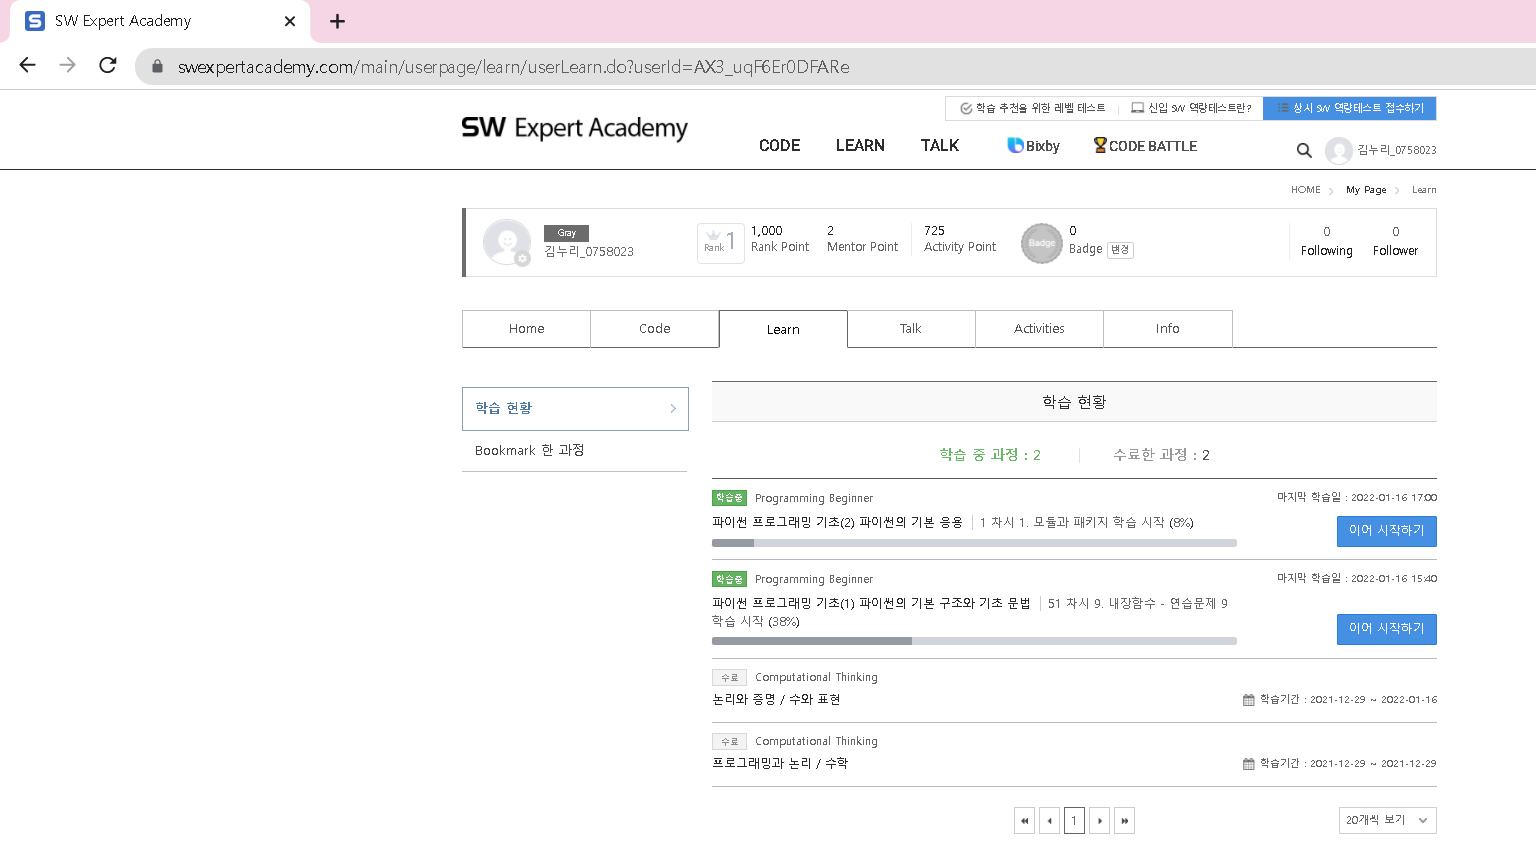 SW Expert Academy
swexpertacademy.com/main/userpage/learn/userLearn.do?userId=AX3_uqF6Er0DFARe
학습 추천을 위한 레벨 테스트
신입 SW 역량테스트란?
상시 SW 역량테스트 접수하기
SW Expert Academy
CODE
LEARN
TALK
Bixby
CODE BATTLE
김누리_0758023
HOME
My Page
Learn
Gray
김누리_0758023
Rank 1
1,000
Rank Point
2
Mentor Point
725
Activity Point
Badge
0
Badge 변경
0
Following
0
Follower
Home
Code
Learn
Talk
Activities
Info
학습 현황
Bookmark 한 과정
학습 현황
학습 중 과정 : 2
수료한 과정 : 2
학습중 Programming Beginner
마지막 학습일 : 2022-01-16 17:00
파이썬 프로그래밍 기초(2) 파이썬의 기본 응용 1 차시 1. 모듈과 패키지 학습 시작 (8%)
이어 시작하기
학습중 Programming Beginner
마지막 학습일 : 2022-01-16 15:40
파이썬 프로그래밍 기초(1) 파이썬의 기본 구조와 기초 문법 51 차시 9. 내장함수 - 연습문제 9
학습 시작 (38%)
이어 시작하기
수료 Computational Thinking
논리와 증명 / 수와 표현
학습기간 : 2021-12-29 ~ 2022-01-16
수료 Computational Thinking
프로그래밍과 논리 / 수학
학습기간 : 2021-12-29 ~ 2021-12-29
1
20개씩 보기